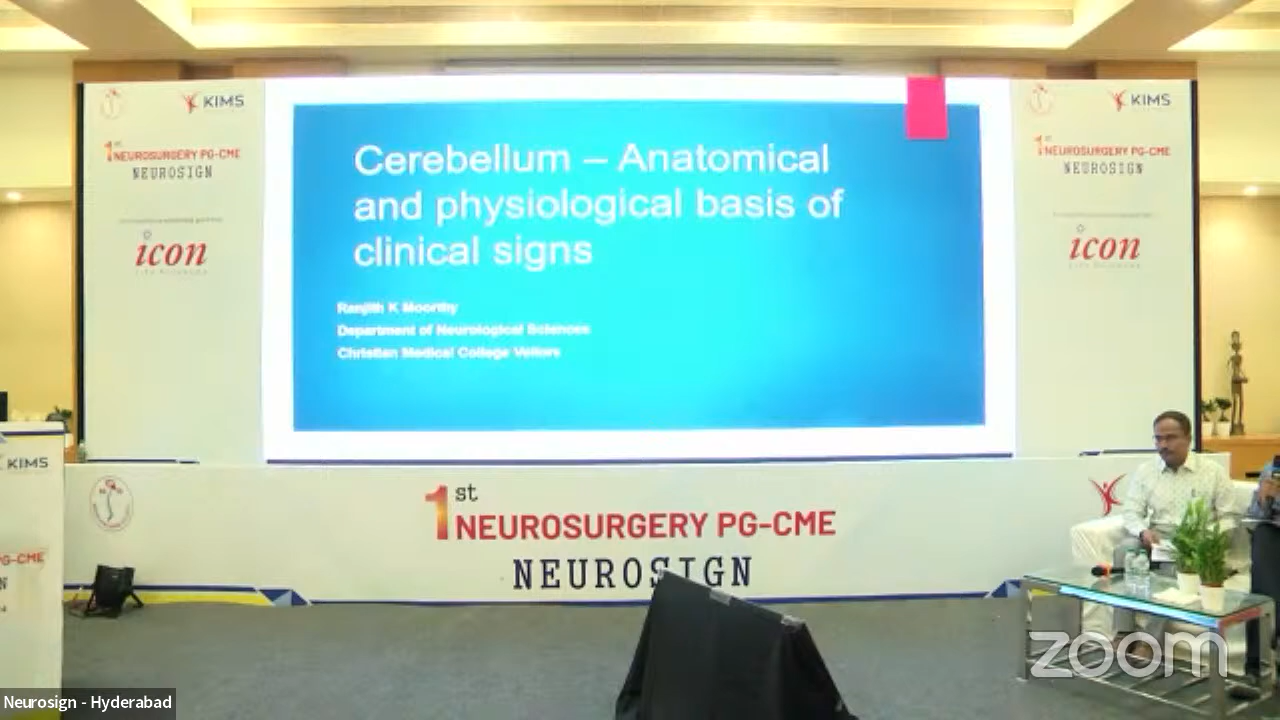 KIMS
1st
NEUROSURGERY PG-CME
NEUROSIGN
icon
Cerebellum – Anatomical
and physiological basis of
clinical signs
Ranjith K Moorthy
Department of Neurological Sciences
Christian Medical College Vellore
KIMS
1st
NEUROSURGERY PG-CME
NEUROSIGN
icon
KIMS
PG-CME
1st
NEUROSURGERY PG-CME
NEUROSIGN
zoom
Neurosign - Hyderabad